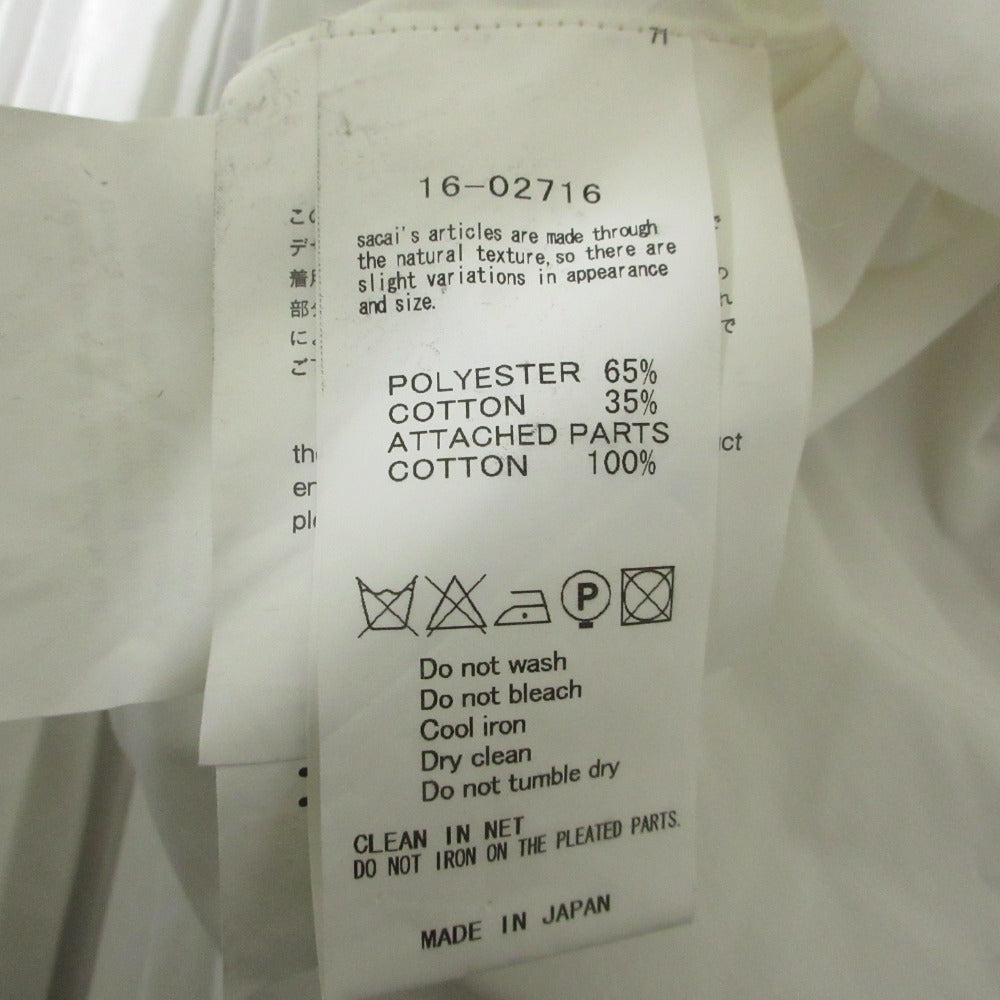 71
16-02716
sacai's articles are made through
the natural texture, so there are
slight variations in appearance
and size.
POLYESTER 65%
COTTON 35%
ATTACHED PARTS
COTTON 100%
P
Do not wash
Do not bleach
Cool iron
Dry clean
Do not tumble dry
CLEAN IN NET
DO NOT IRON ON THE PLEATED PARTS.
MADE IN JAPAN